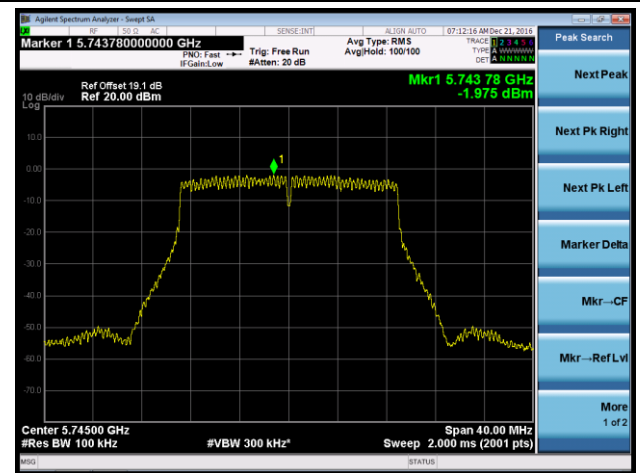 Agilent Spectrum Analyzer - Swept SA
RF 50 Ω AC SENSE:INT ALIGN AUTO 07:12:16 AM Dec 21, 2016
Marker 1 5.743780000000 GHz
PNO: Fast
IFGain:Low
Trig: Free Run
#Atten: 20 dB
Avg Type: RMS
Avg|Hold: 100/100
TRACE 1 2 3 4 5 6
TYPE A WWWWW
DET A N N N N N
Peak Search
Ref Offset 19.1 dB
10 dB/div Ref 20.00 dBm
Log
Mkr1 5.743 78 GHz
-1.975 dBm
10.0
0.00
-10.0
-20.0
-30.0
-40.0
-50.0
-60.0
-70.0
1
Center 5.74500 GHz Span 40.00 MHz
#Res BW 100 kHz #VBW 300 kHz* Sweep 2.000 ms (2001 pts)
MSG STATUS
Next Peak
Next Pk Right
Next Pk Left
Marker Delta
Mkr→CF
Mkr→Ref Lvl
More
1 of 2